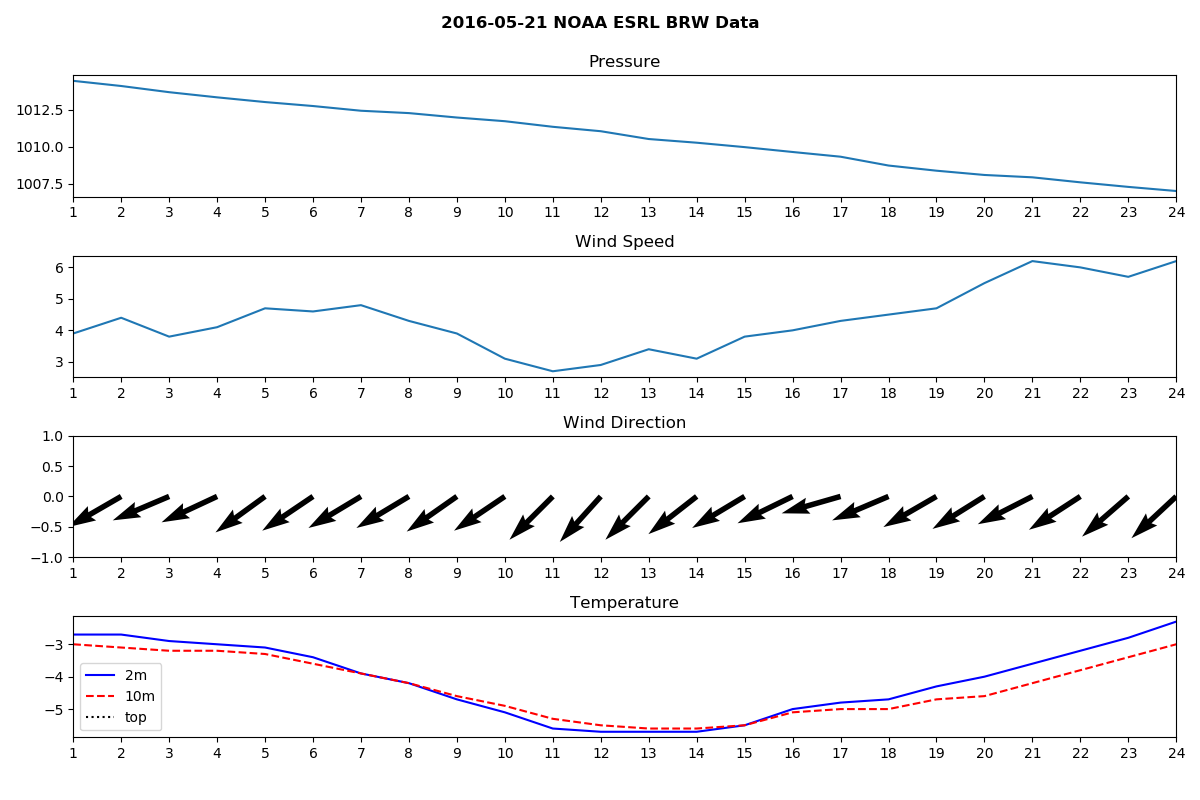 2016-05-21 NOAA ESRL BRW Data
Pressure
1012.5
1010.0
1007.5
1 2 3 4 5 6 7 8 9 10 11 12 13 14 15 16 17 18 19 20 21 22 23 24
Wind Speed
6
5
4
3
1 2 3 4 5 6 7 8 9 10 11 12 13 14 15 16 17 18 19 20 21 22 23 24
Wind Direction
1.0
0.5
0.0
−0.5
−1.0
1 2 3 4 5 6 7 8 9 10 11 12 13 14 15 16 17 18 19 20 21 22 23 24
Temperature
−3
−4
−5
2m
10m
top
1 2 3 4 5 6 7 8 9 10 11 12 13 14 15 16 17 18 19 20 21 22 23 24